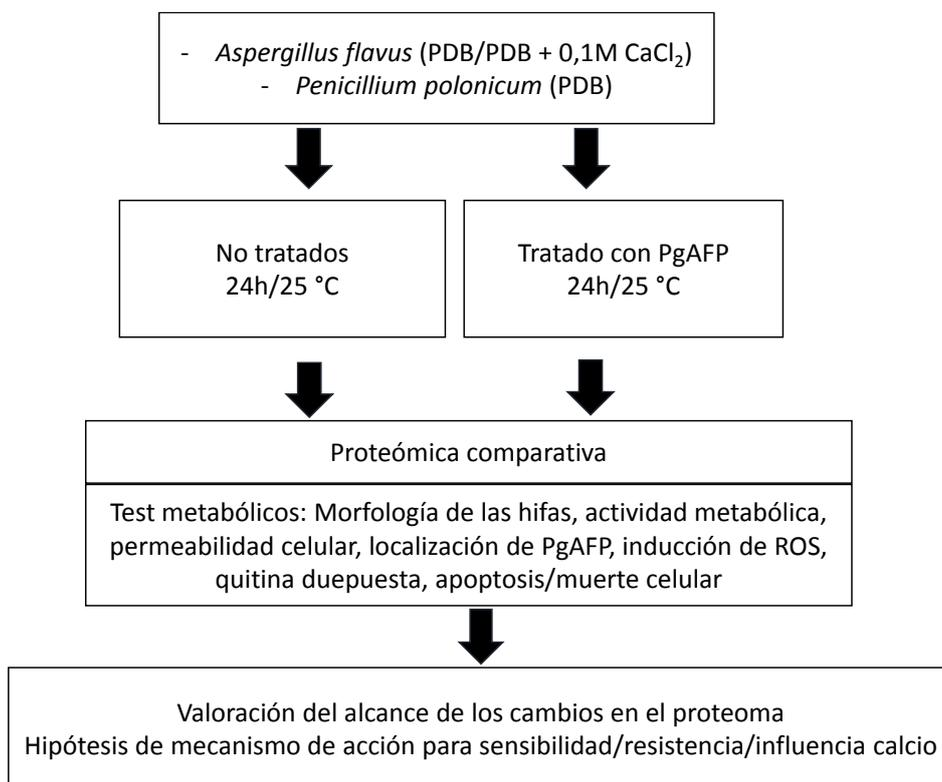 - Aspergillus flavus (PDB/PDB + 0,1M CaCl₂)
- Penicillium polonicum (PDB)
No tratados
24h/25 °C
Tratado con PgAFP
24h/25 °C
Proteómica comparativa
Test metabólicos: Morfología de las hifas, actividad metabólica,
permeabilidad celular, localización de PgAFP, inducción de ROS,
quitina duepuesta, apoptosis/muerte celular
Valoración del alcance de los cambios en el proteoma
Hipótesis de mecanismo de acción para sensibilidad/resistencia/influencia calcio